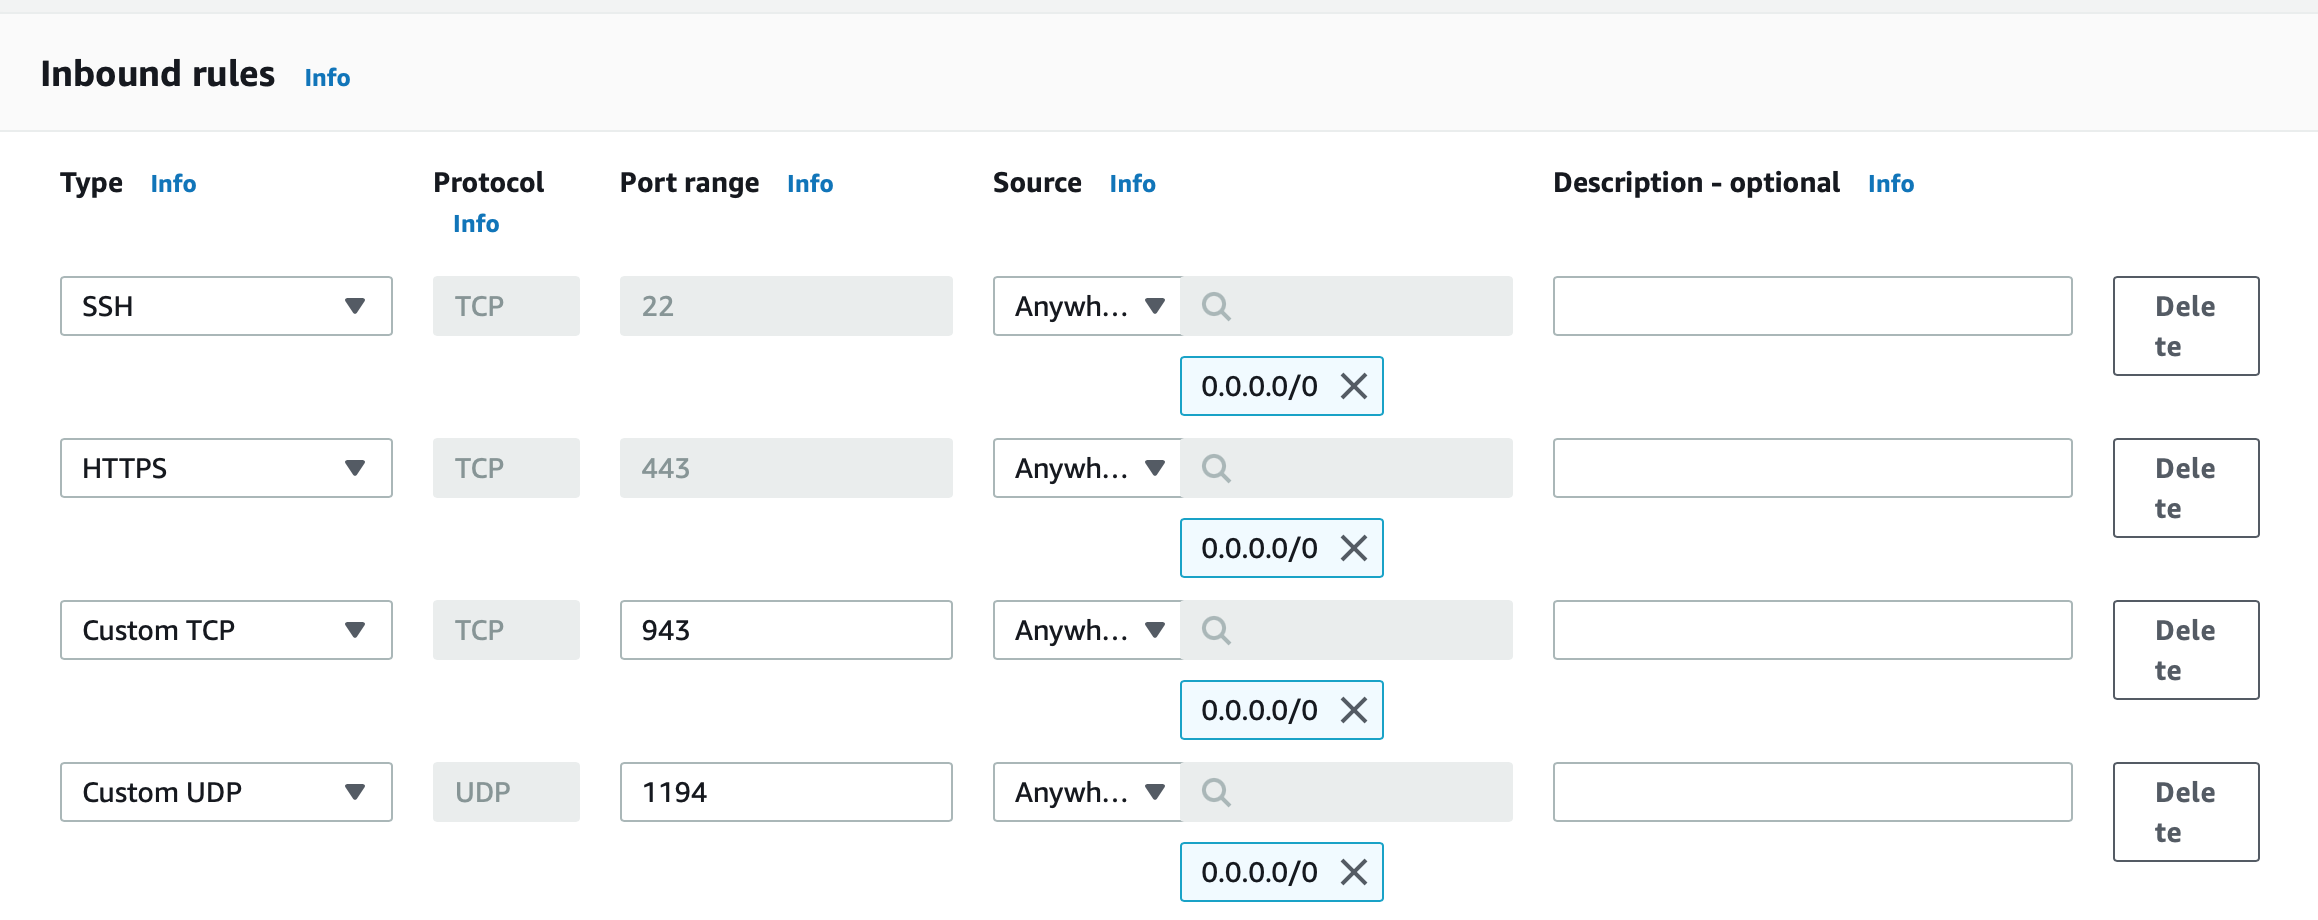 Inbound rules Info
Type Info Protocol Info Port range Info Source Info Description - optional Info
SSH TCP 22 Anywh... Delete
0.0.0.0/0
HTTPS TCP 443 Anywh... Delete
0.0.0.0/0
Custom TCP TCP 943 Anywh... Delete
0.0.0.0/0
Custom UDP UDP 1194 Anywh... Delete
0.0.0.0/0